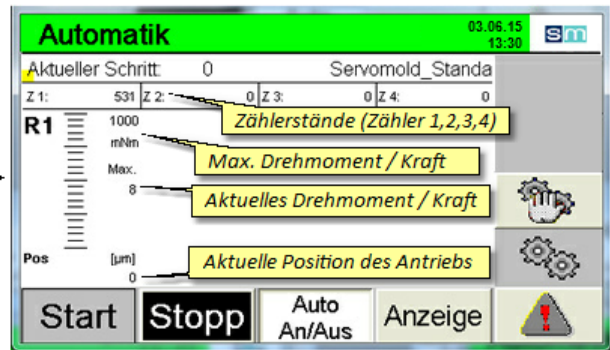 Automatik
03.06.15
13:30
sm
Aktueller Schritt: 0 Servomold_Standa
Z 1: 531 Z 2: 0 Z 3: 0 Z 4: 0
Zählerstände (Zähler 1,2,3,4)
R1 1000
mNm
Max. Drehmoment / Kraft
Max.
8
Aktuelles Drehmoment / Kraft
Pos [µm]
Aktuelle Position des Antriebs
0
Start Stopp Auto An/Aus Anzeige